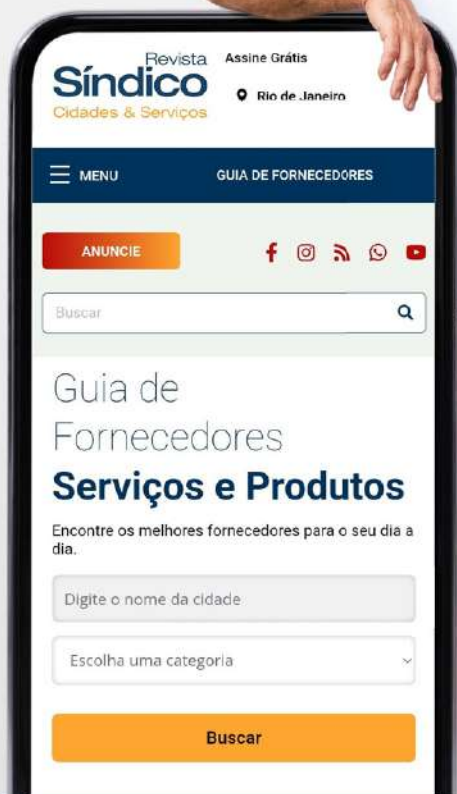 Revista
Síndico
Cidades & Serviços
Assine Grátis
Rio de Janeiro
MENU
GUIA DE FORNECEDORES
ANUNCIE
Buscar
Guia de
Fornecedores
Serviços e Produtos
Encontre os melhores fornecedores para o seu dia a
dia.
Digite o nome da cidade
Escolha uma categoria
Buscar